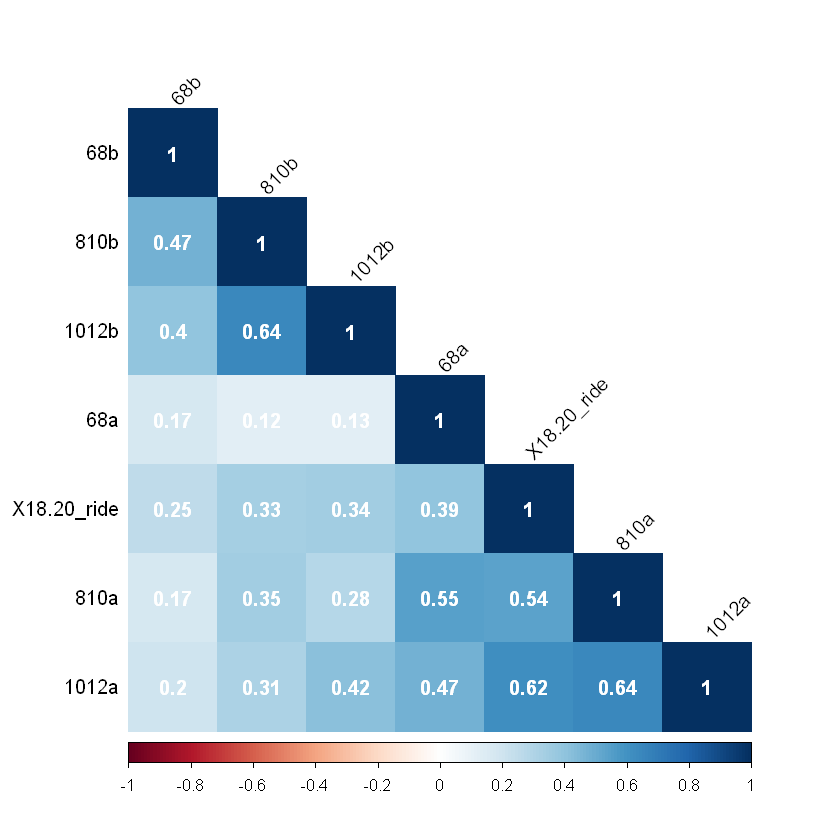 68b
68b 1
810b
810b 0.47 1
1012b
1012b 0.4 0.64 1
68a
68a 0.17 0.12 0.13 1
X18.20_ride
X18.20_ride 0.25 0.33 0.34 0.39 1
810a
810a 0.17 0.35 0.28 0.55 0.54 1
1012a
1012a 0.2 0.31 0.42 0.47 0.62 0.64 1
-1 -0.8 -0.6 -0.4 -0.2 0 0.2 0.4 0.6 0.8 1